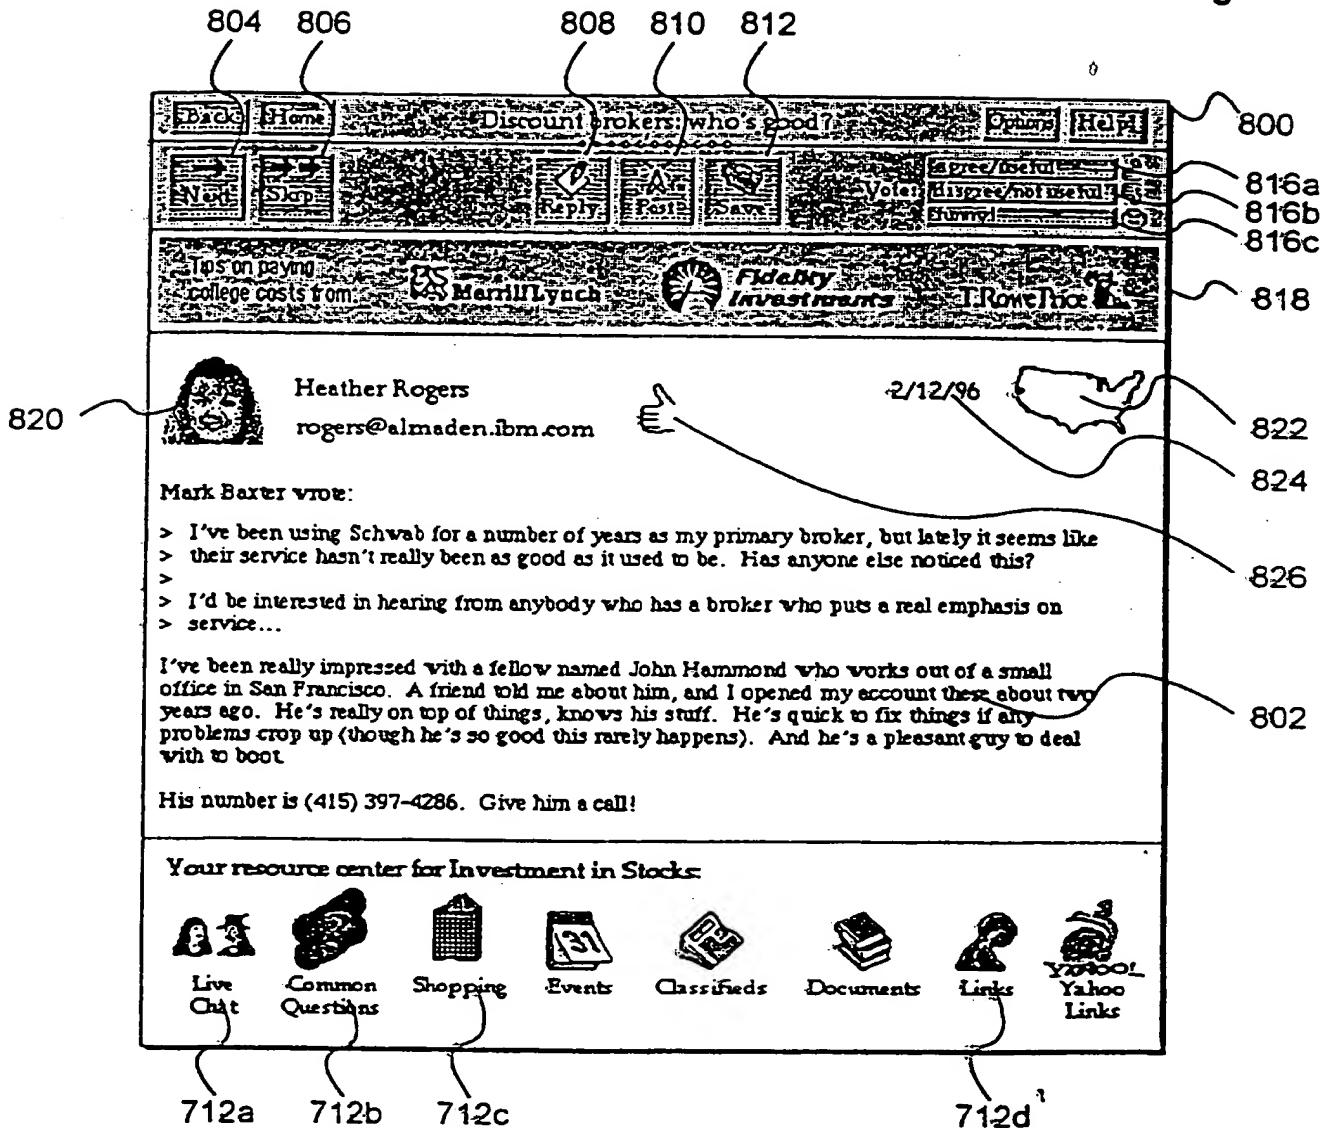 804 806 808 810 812
Back Home Discount brokers: who's good? Options Help! 800
Next Skip Reply Post Save Vote:
agree/useful 816a
disgree/not useful 816b
funny! 816c
Tips on paying
college costs from:
Merrill Lynch Fidelity Investments T. Rowe Price 818
Heather Rogers 2/12/96
820 rogers@almaden.ibm.com 822
824
Mark Baxter wrote:
> I've been using Schwab for a number of years as my primary broker, but lately it seems like
> their service hasn't really been as good as it used to be. Has anyone else noticed this?
> 826
> I'd be interested in hearing from anybody who has a broker who puts a real emphasis on
> service...
I've been really impressed with a fellow named John Hammond who works out of a small
office in San Francisco. A friend told me about him, and I opened my account these about two
years ago. He's really on top of things, knows his stuff. He's quick to fix things if any 802
problems crop up (though he's so good this rarely happens). And he's a pleasant guy to deal
with to boot.
His number is (415) 397-4286. Give him a call!
Your resource center for Investment in Stocks:
31
YAHOO!
Live Chat Common Questions Shopping Events Classifieds Documents Links Yahoo Links
712a 712b 712c 712d